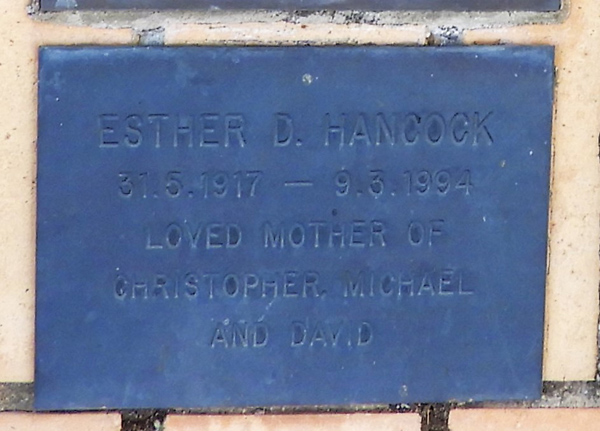 ESTHER D. HANCOCK
31.5.1917 — 9.3.1994
LOVED MOTHER OF
CHRISTOPHER, MICHAEL
AND DAVID